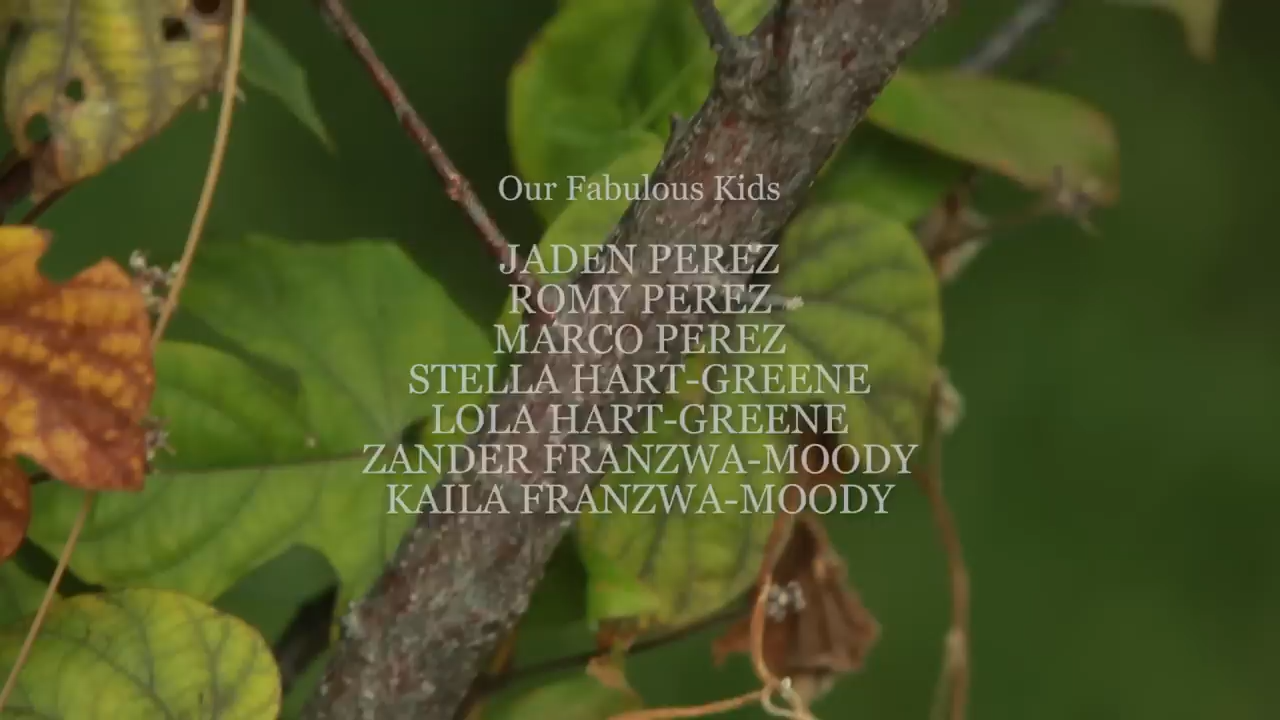 Our Fabulous Kids
JADEN PEREZ
ROMY PEREZ
MARCO PEREZ
STELLA HART-GREENE
LOLA HART-GREENE
ZANDER FRANZWA-MOODY
KAILA FRANZWA-MOODY